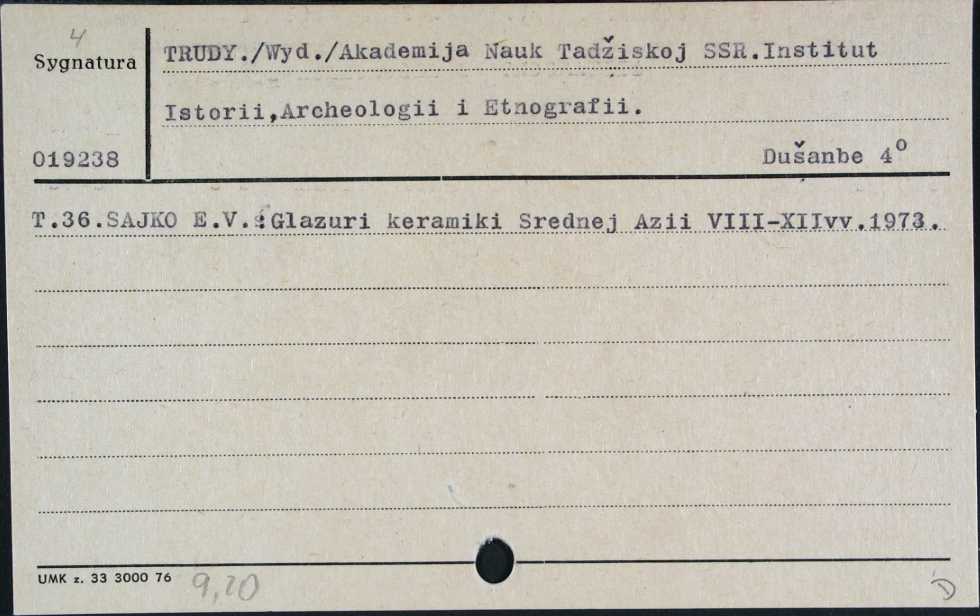 4
Sygnatura
TRUDY./Wyd./Akademija Nauk Tadžiskoj SSR.Institut
Istorii,Archeologii i Etnografii.
019238
Dušanbe 4o
T.36.SAJKO E.V.:Glazuri keramiki Srednej Azii VIII-XIIvv.1973.
UMK z. 33 3000 76
9,20
D